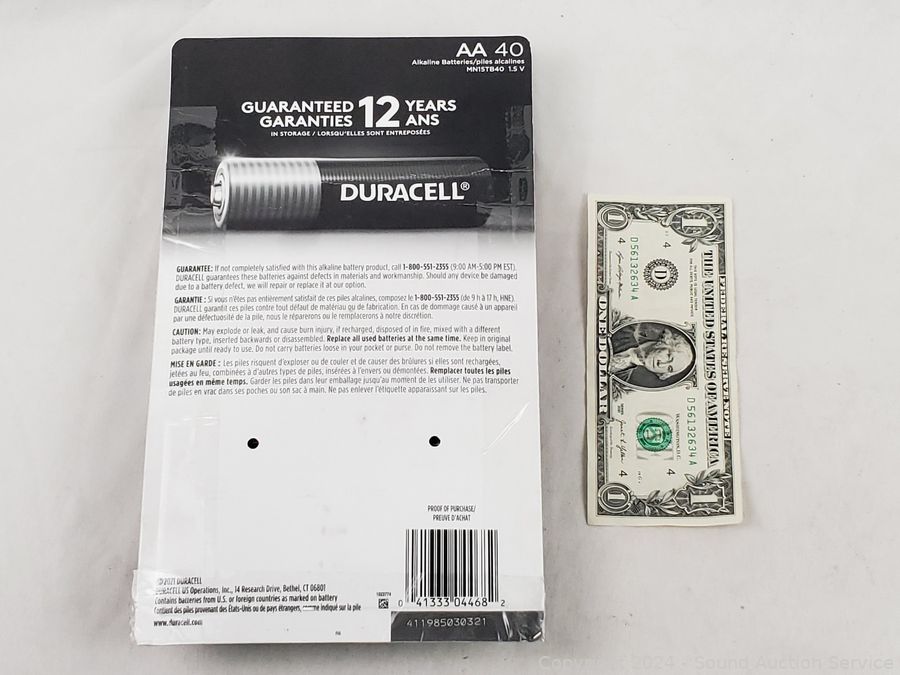 AA 40
Alkaline Batteries/piles alcalines
MN15TB40 1.5 V
GUARANTEED 12 YEARS
GARANTIES ANS
IN STORAGE / LORSQU'ELLES SONT ENTREPOSÉES
DURACELL®
GUARANTEE: If not completely satisfied with this alkaline battery product, call 1-800-551-2355 (9:00 AM-5:00 PM EST).
DURACELL guarantees these batteries against defects in materials and workmanship. Should any device be damaged
due to a battery defect, we will repair or replace it at our option.
GARANTIE : Si vous n'êtes pas entièrement satisfait de ces piles alcalines, composez le 1-800-551-2355 (de 9 h à 17 h, HNE).
DURACELL garantit ces piles contre tout défaut de matériau ou de fabrication. En cas de dommage causé à un appareil
par une défectuosité de la pile, nous le réparerons ou le remplacerons à notre discrétion.
CAUTION: May explode or leak, and cause burn injury, if recharged, disposed of in fire, mixed with a different
battery type, inserted backwards or disassembled. Replace all used batteries at the same time. Keep in original
package until ready to use. Do not carry batteries loose in your pocket or purse. Do not remove the battery label.
MISE EN GARDE : Les piles risquent d'exploser ou de couler et de causer des brûlures si elles sont rechargées,
jetées au feu, combinées à d'autres types de piles, insérées à l'envers ou démontées. Remplacer toutes les piles
usagées en même temps. Garder les piles dans leur emballage jusqu'au moment de les utiliser. Ne pas transporter
de piles en vrac dans ses poches ou son sac à main. Ne pas enlever l'étiquette apparaissant sur les piles.
PROOF OF PURCHASE/
PREUVE D'ACHAT
© 2021 DURACELL
DURACELL US Operations, Inc., 14 Research Drive, Bethel, CT 06801
Contains batteries from U.S. or foreign countries as marked on battery
Contient des piles provenant des États-Unis ou de pays étrangers, comme indiqué sur la pile
www.duracell.com
0 41333 04468 2
411985030321
FEDERAL RESERVE NOTE
THE UNITED STATES OF AMERICA
D 56132634 A
D 56132634 A
WASHINGTON, D.C.
D
4
4
4
4
1
1
1
1
ONE DOLLAR
Copyright 2024 - Sound Auction Service